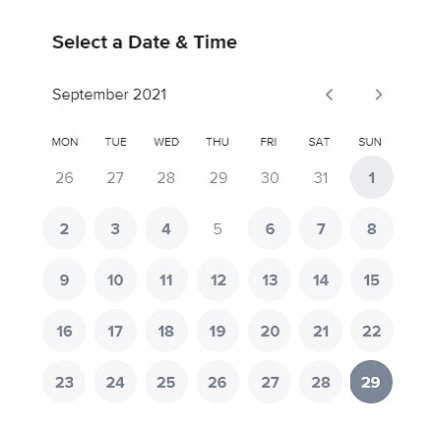 Select a Date & Time
September 2021
MON TUE WED THU FRI SAT SUN
26 27 28 29 30 31 1
2 3 4 5 6 7 8
9 10 11 12 13 14 15
16 17 18 19 20 21 22
23 24 25 26 27 28 29